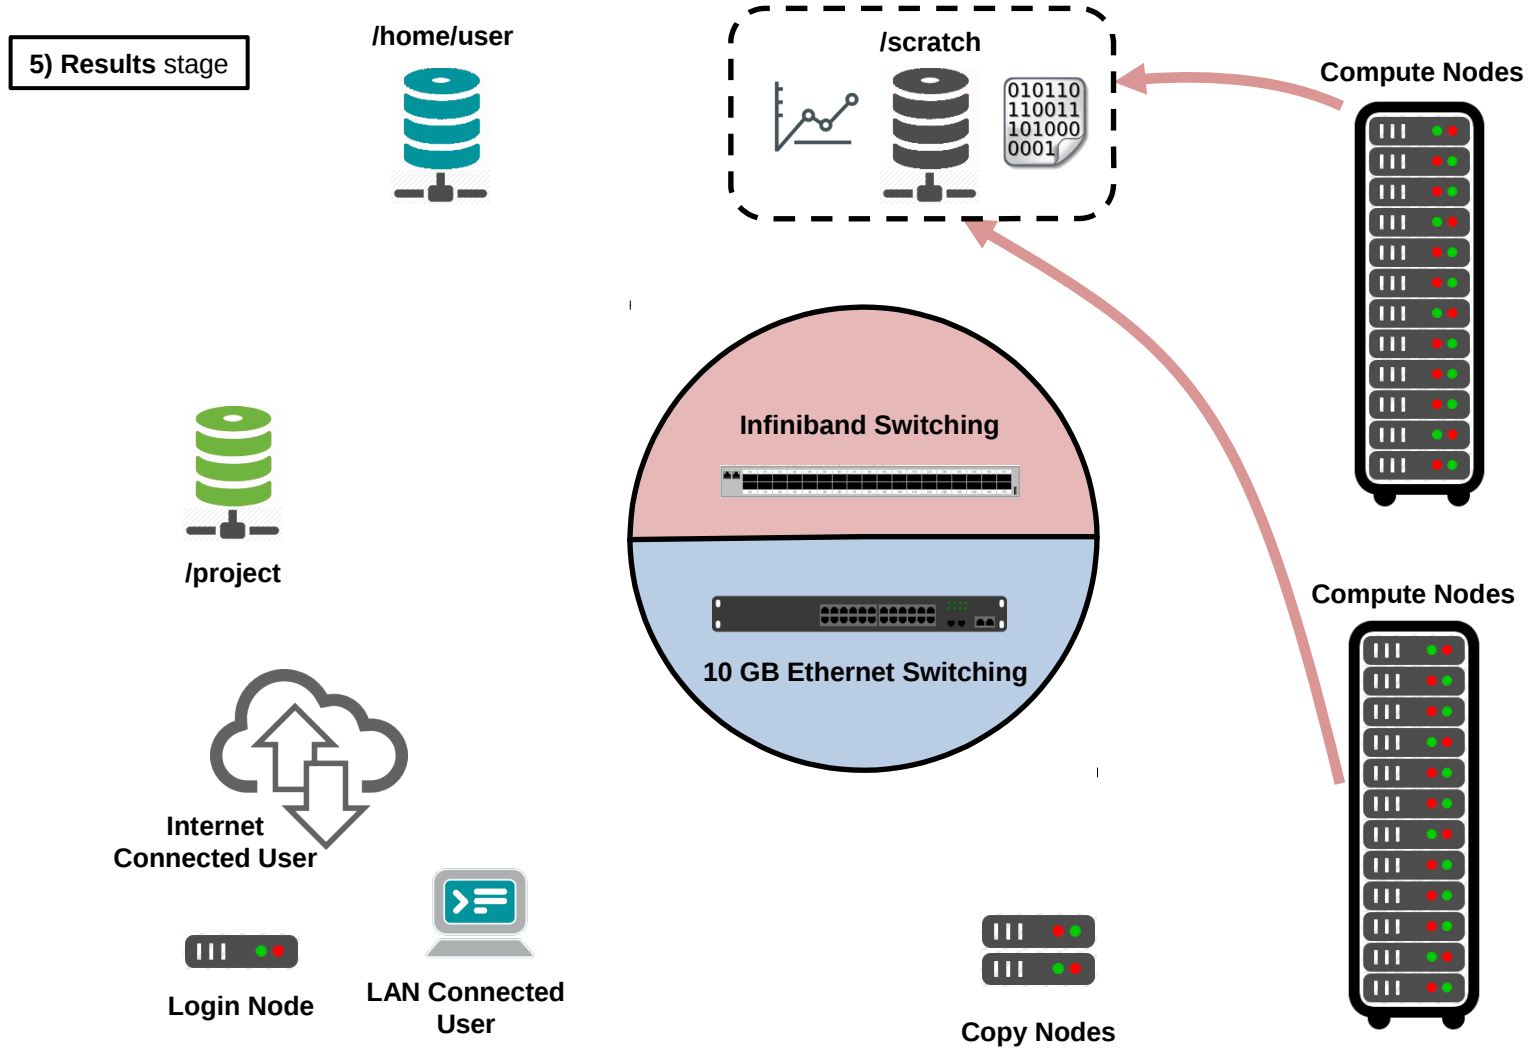 5) Results stage
/home/user
/scratch
010110
110011
101000
0001
Compute Nodes
Infiniband Switching
/project
10 GB Ethernet Switching
Compute Nodes
Internet
Connected User
Login Node
LAN Connected
User
Copy Nodes